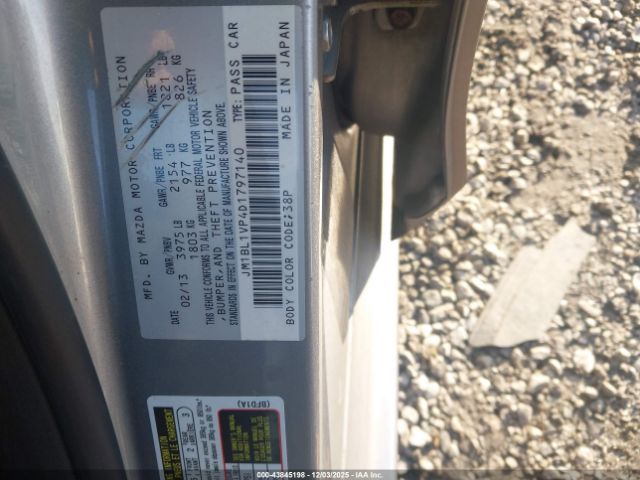 MFD. BY MAZDA MOTOR CORPORATION
GVWR/PNBV GAWR/PNBE FRT GAWR/PNBE RR
02/13 3975 LB 2154 LB 1821 LB
1803 KG 977 KG 826 KG
THIS VEHICLE CONFORMS TO ALL APPLICABLE FEDERAL MOTOR VEHICLE SAFETY
,BUMPER,AND THEFT PREVENTION
STANDARDS IN EFFECT ON THE DATE OF MANUFACTURE SHOWN ABOVE.
JM1BL1VP4D1797140 TYPE: PASS CAR
BODY COLOR CODE;38P MADE IN JAPAN
(BFD1A)
000-43845198 - 12/03/2025 - IAA Inc.